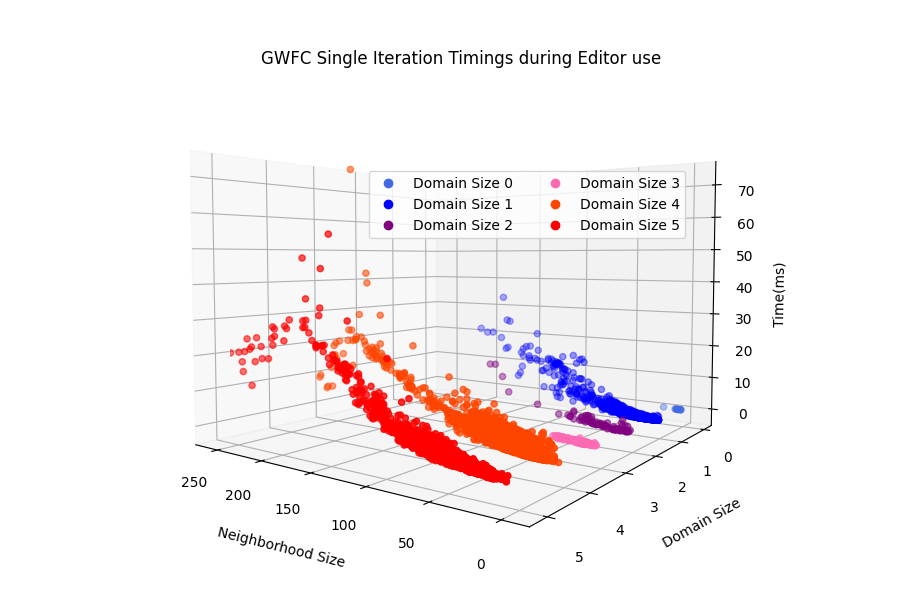 GWFC Single Iteration Timings during Editor use
Domain Size 0
Domain Size 1
Domain Size 2
Domain Size 3
Domain Size 4
Domain Size 5
70
60
50
40
30
20
10
0
Time(ms)
250
200
150
100
50
0
Neighborhood Size
0
1
2
3
4
5
Domain Size